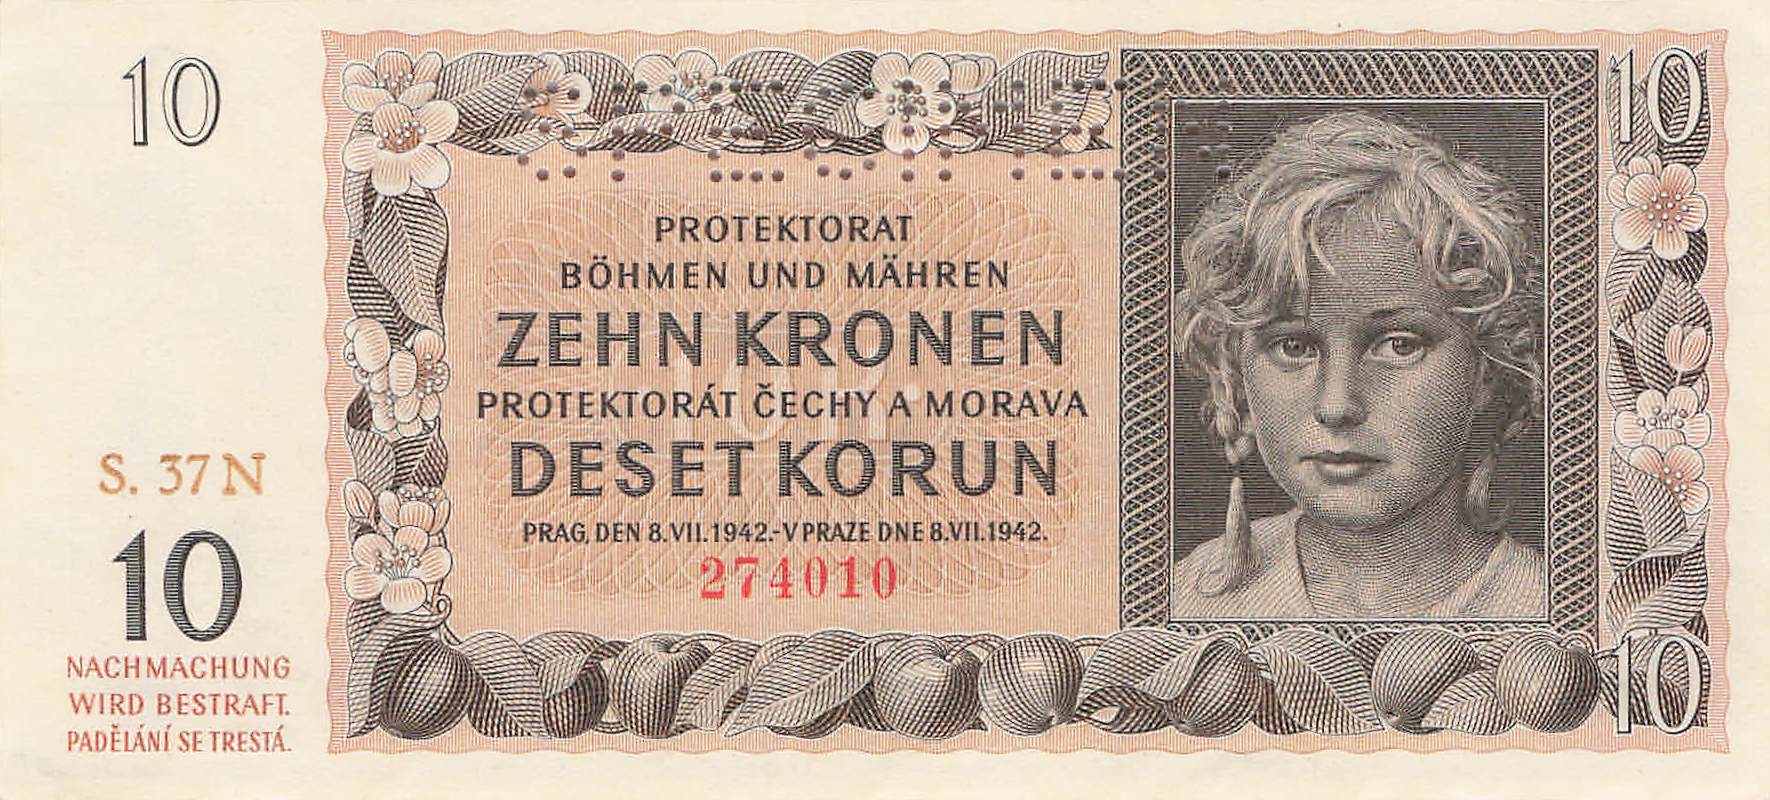 10
10
PROTEKTORAT
BÖHMEN UND MÄHREN
ZEHN KRONEN
PROTEKTORÁT ČECHY A MORAVA
DESET KORUN
PRAG, DEN 8.VII.1942.-V PRAZE DNE 8.VII.1942.
274010
S. 37 N
10
NACHMACHUNG
WIRD BESTRAFT.
PADĚLÁNÍ SE TRESTÁ.
10